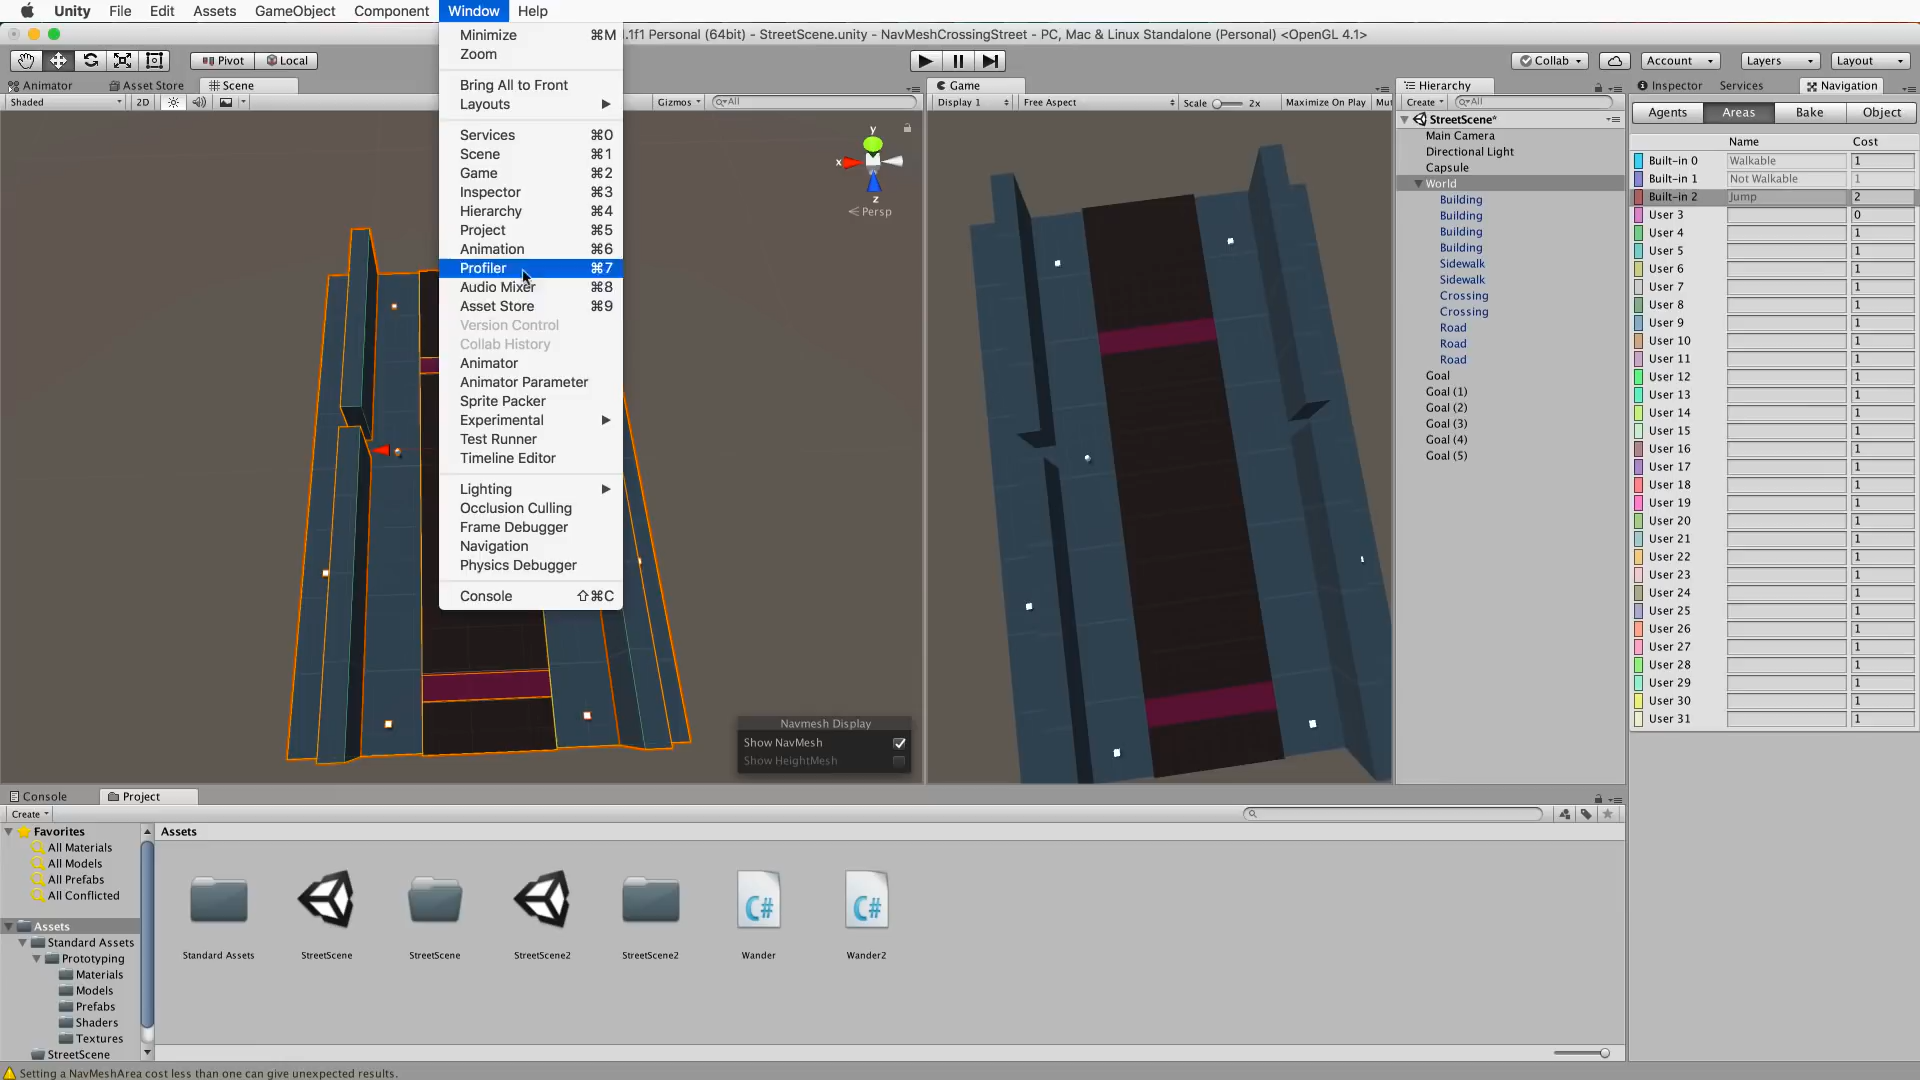 Unity File Edit Assets GameObject Component Window Help
.1f1 Personal (64bit) - StreetScene.unity - NavMeshCrossingStreet - PC, Mac & Linux Standalone (Personal) <OpenGL 4.1>
Pivot Local
Collab Account Layers Layout
Animator Asset Store Scene
Shaded 2D Gizmos All
Minimize ⌘M
Zoom
Bring All to Front
Layouts
Services ⌘0
Scene ⌘1
Game ⌘2
Inspector ⌘3
Hierarchy ⌘4
Project ⌘5
Animation ⌘6
Profiler ⌘7
Audio Mixer ⌘8
Asset Store ⌘9
Version Control
Collab History
Animator
Animator Parameter
Sprite Packer
Experimental
Test Runner
Timeline Editor
Lighting
Occlusion Culling
Frame Debugger
Navigation
Physics Debugger
Console ⇧⌘C
y
x
z
Persp
Navmesh Display
Show NavMesh
Show HeightMesh
Game
Display 1 Free Aspect Scale 2x Maximize On Play Mut
Hierarchy
Create All
StreetScene*
Main Camera
Directional Light
Capsule
World
Building
Building
Building
Building
Sidewalk
Sidewalk
Crossing
Crossing
Road
Road
Road
Goal
Goal (1)
Goal (2)
Goal (3)
Goal (4)
Goal (5)
Inspector Services Navigation
Agents Areas Bake Object
Name Cost
Built-in 0 Walkable 1
Built-in 1 Not Walkable 1
Built-in 2 Jump 2
User 3 0
User 4 1
User 5 1
User 6 1
User 7 1
User 8 1
User 9 1
User 10 1
User 11 1
User 12 1
User 13 1
User 14 1
User 15 1
User 16 1
User 17 1
User 18 1
User 19 1
User 20 1
User 21 1
User 22 1
User 23 1
User 24 1
User 25 1
User 26 1
User 27 1
User 28 1
User 29 1
User 30 1
User 31 1
Console Project
Create
Favorites
All Materials
All Models
All Prefabs
All Conflicted
Assets
Standard Assets
Prototyping
Materials
Models
Prefabs
Shaders
Textures
StreetScene
Assets
C# C#
Standard Assets StreetScene StreetScene StreetScene2 StreetScene2 Wander Wander2
Setting a NavMeshArea cost less than one can give unexpected results.